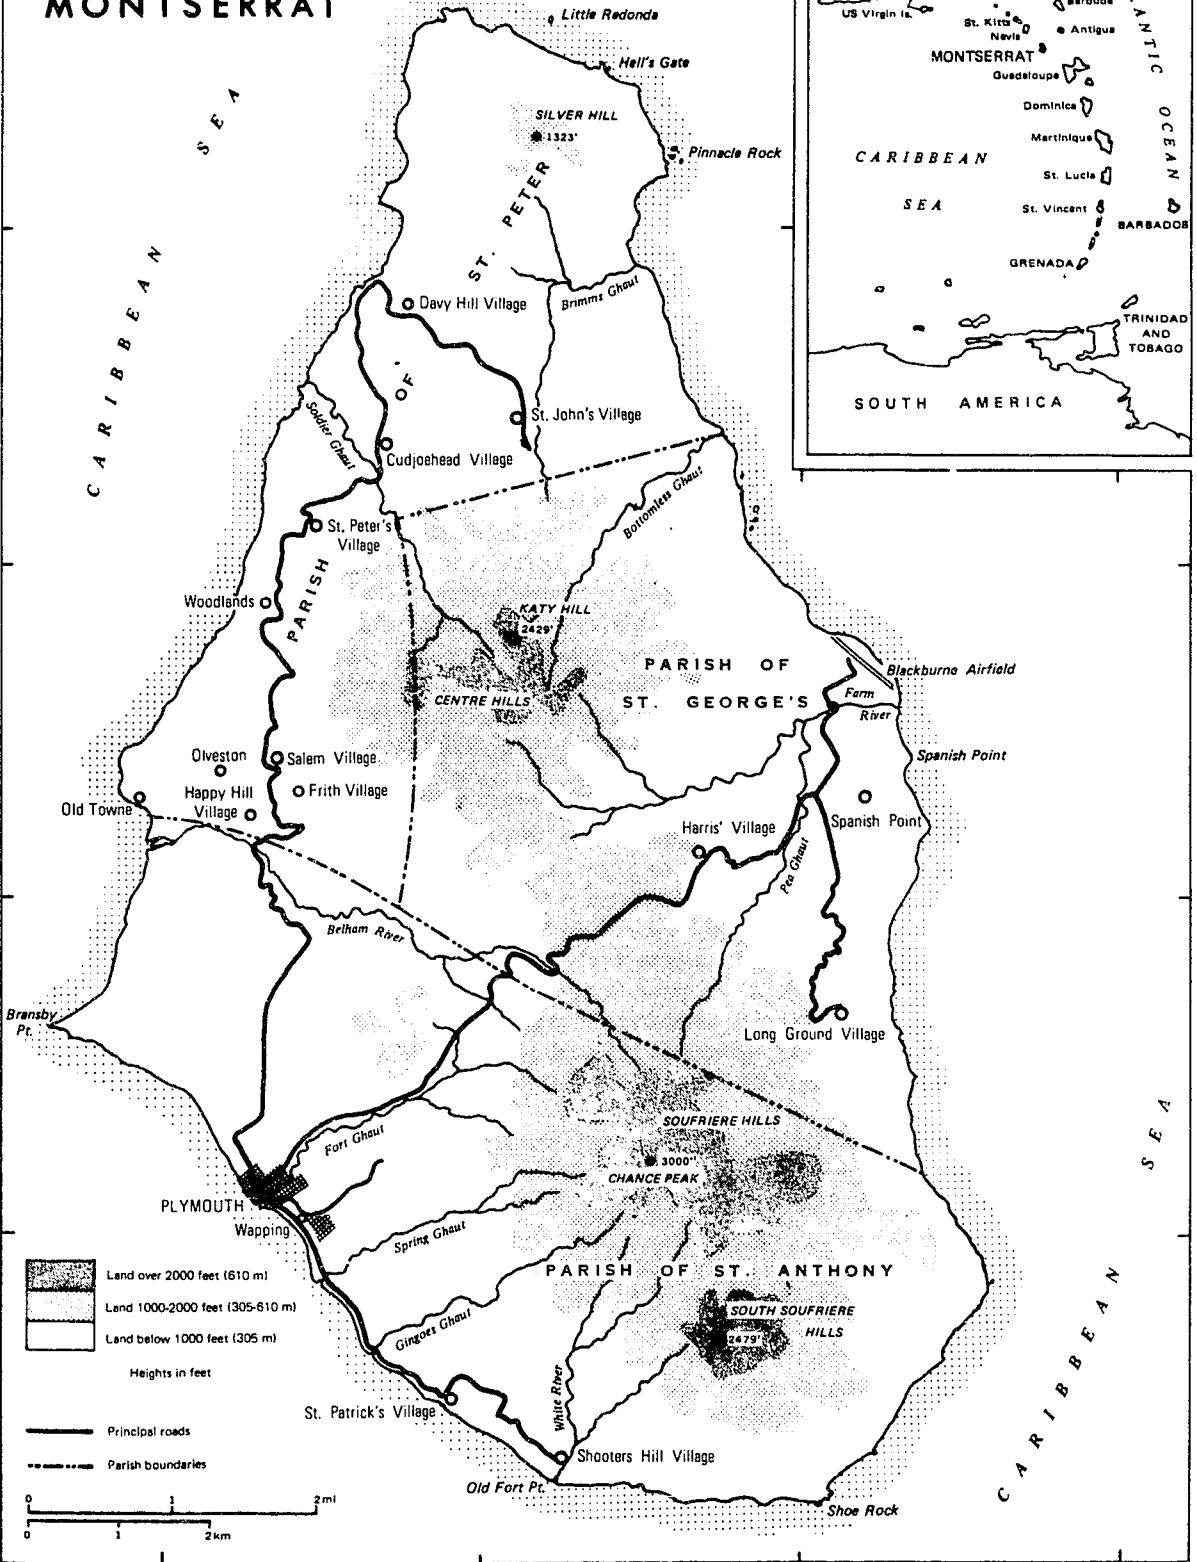 MONTSERRAT
Little Redonda
Hell's Gate
SILVER HILL
1323'
Pinnacle Rock
CARIBBEAN SEA
PARISH OF ST. PETER
Davy Hill Village
Brimms Ghaut
Soldier Ghaut
St. John's Village
Cudjoehead Village
Bottomless Ghaut
St. Peter's
Village
Woodlands
KATY HILL
2429'
CENTRE HILLS
PARISH OF
ST. GEORGE'S
Blackburne Airfield
Farm
River
Spanish Point
Olveston
Salem Village
Happy Hill
Village
Frith Village
Old Towne
Harris' Village
Spanish Point
Pea Ghaut
Belham River
Bransby
Pt.
Long Ground Village
SOUFRIERE HILLS
3000'
CHANCE PEAK
Fort Ghaut
PLYMOUTH
Wapping
Spring Ghaut
PARISH OF ST. ANTHONY
SOUTH SOUFRIERE
HILLS
2479'
Gingoes Ghaut
White River
St. Patrick's Village
Shooters Hill Village
Old Fort Pt.
Shoe Rock
CARIBBEAN SEA
Land over 2000 feet (610 m)
Land 1000-2000 feet (305-610 m)
Land below 1000 feet (305 m)
Heights in feet
Principal roads
Parish boundaries
0 1 2mi
0 1 2km
US Virgin Is.
Barbuda
St. Kitts
Nevis
Antigua
MONTSERRAT
Guadeloupe
Dominica
Martinique
St. Lucia
St. Vincent
BARBADOS
GRENADA
CARIBBEAN
SEA
ANTIC OCEAN
TRINIDAD
AND
TOBAGO
SOUTH AMERICA